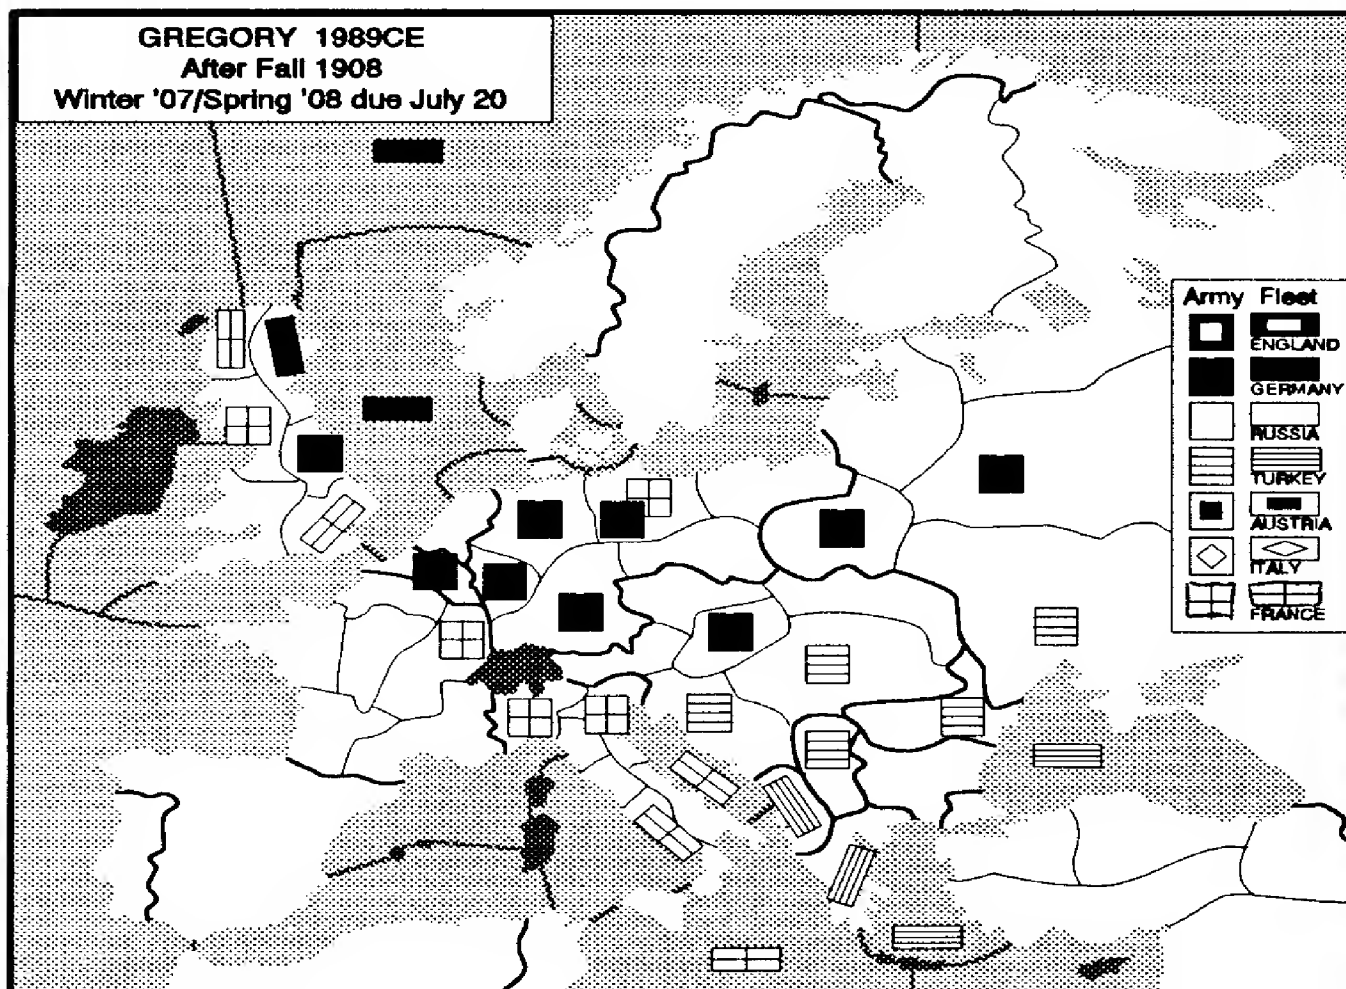 GREGORY 1989CE
After Fall 1908
Winter '07/Spring '08 due July 20
Army Fleet
ENGLAND
GERMANY
RUSSIA
TURKEY
AUSTRIA
ITALY
FRANCE